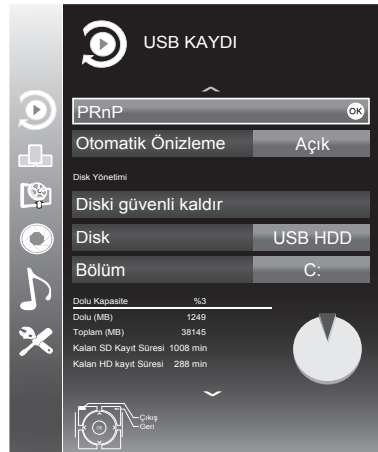 USB KAYDI
PRnP OK
Otomatik Önizleme Açık
Disk Yönetimi
Diski güvenli kaldır
Disk USB HDD
Bölüm C:
Dolu Kapasite %3
Dolu (MB) 1249
Toplam (MB) 38145
Kalan SD Kayıt Süresi 1008 min
Kalan HD kayıt Süresi 288 min
Çıkış
Geri
OK